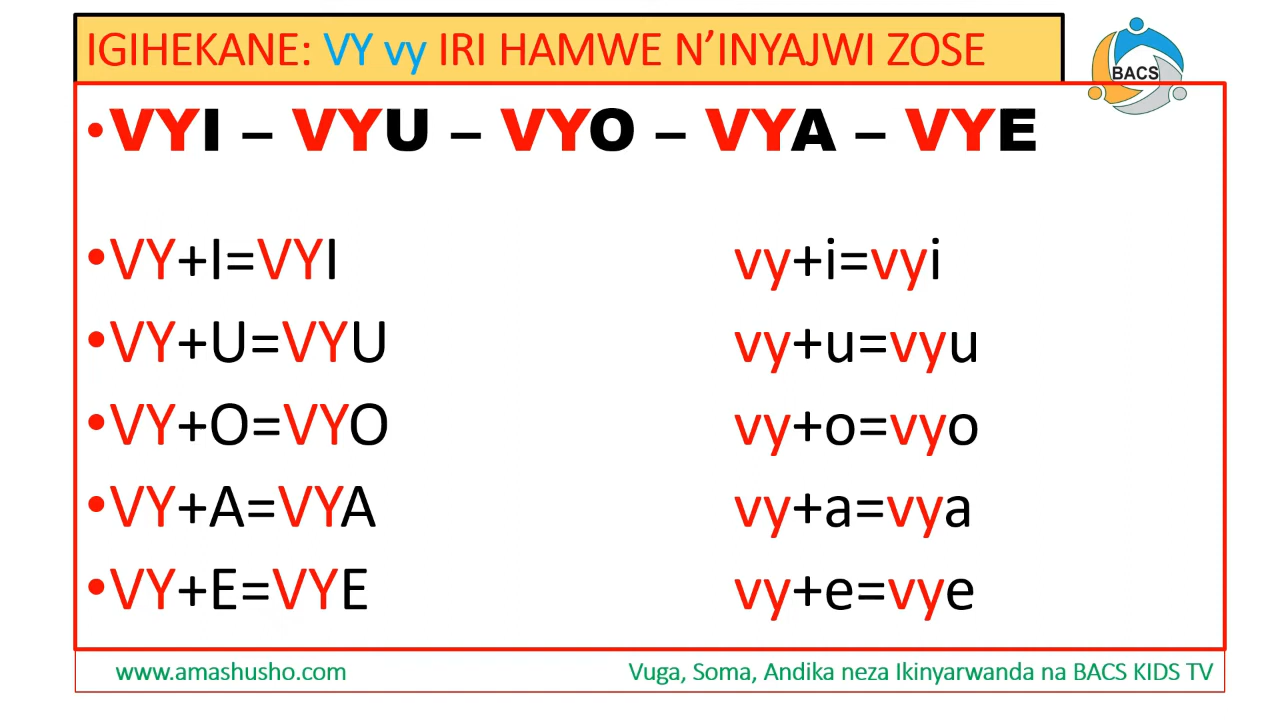 IGIHEKANE: VY vy IRI HAMWE N’INYAJWI ZOSE
BACS
•VYI – VYU – VYO – VYA – VYE
•VY+I=VYI vy+i=vyi
•VY+U=VYU vy+u=vyu
•VY+O=VYO vy+o=vyo
•VY+A=VYA vy+a=vya
•VY+E=VYE vy+e=vye
www.amashusho.com Vuga, Soma, Andika neza Ikinyarwanda na BACS KIDS TV